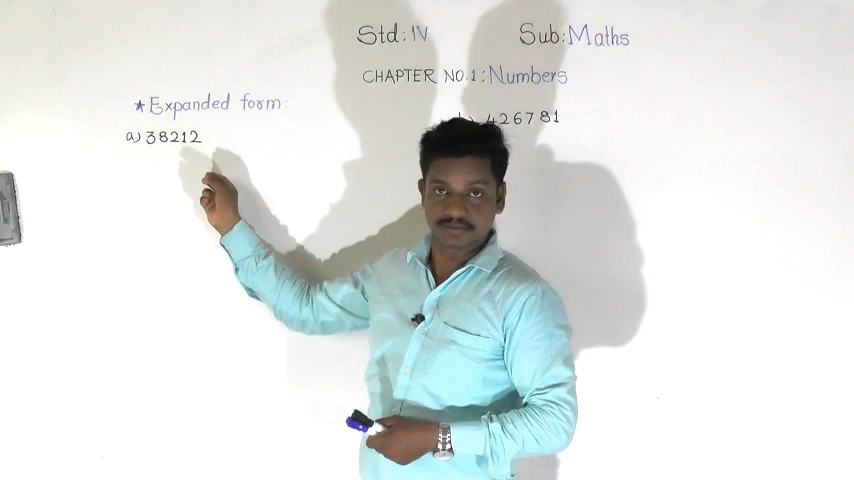 Std: IV Sub: Maths
CHAPTER NO.1: Numbers
★ Expanded form:
a) 38212
b) 426781